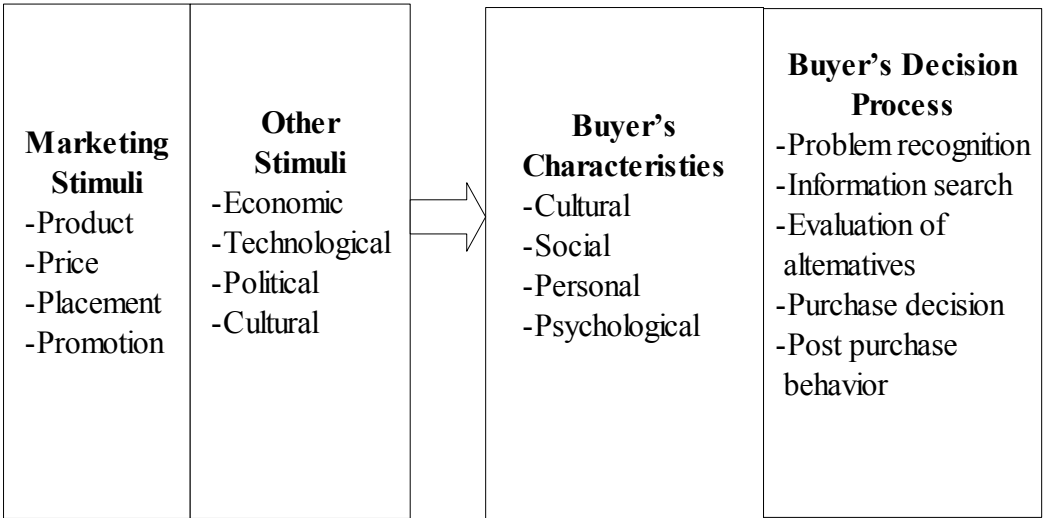 Marketing
Stimuli
-Product
-Price
-Placement
-Promotion
Other
Stimuli
-Economic
-Technological
-Political
-Cultural
Buyer’s
Characteristies
-Cultural
-Social
-Personal
-Psychological
Buyer’s Decision
Process
-Problem recognition
-Information search
-Evaluation of
altematives
-Purchase decision
-Post purchase
behavior